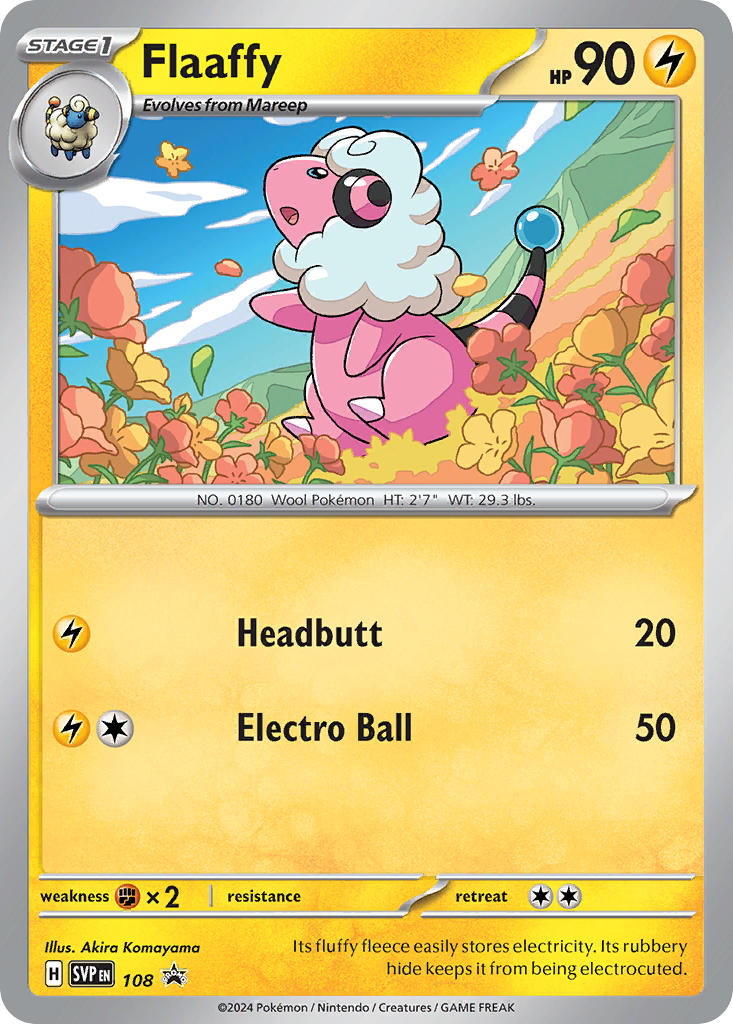 STAGE1
Flaaffy
HP 90
Evolves from Mareep
NO. 0180 Wool Pokémon HT: 2'7" WT: 29.3 lbs.
Headbutt 20
Electro Ball 50
weakness ×2 resistance retreat
Illus. Akira Komayama
Its fluffy fleece easily stores electricity. Its rubbery
hide keeps it from being electrocuted.
H SVP EN 108 PROMO
©2024 Pokémon / Nintendo / Creatures / GAME FREAK